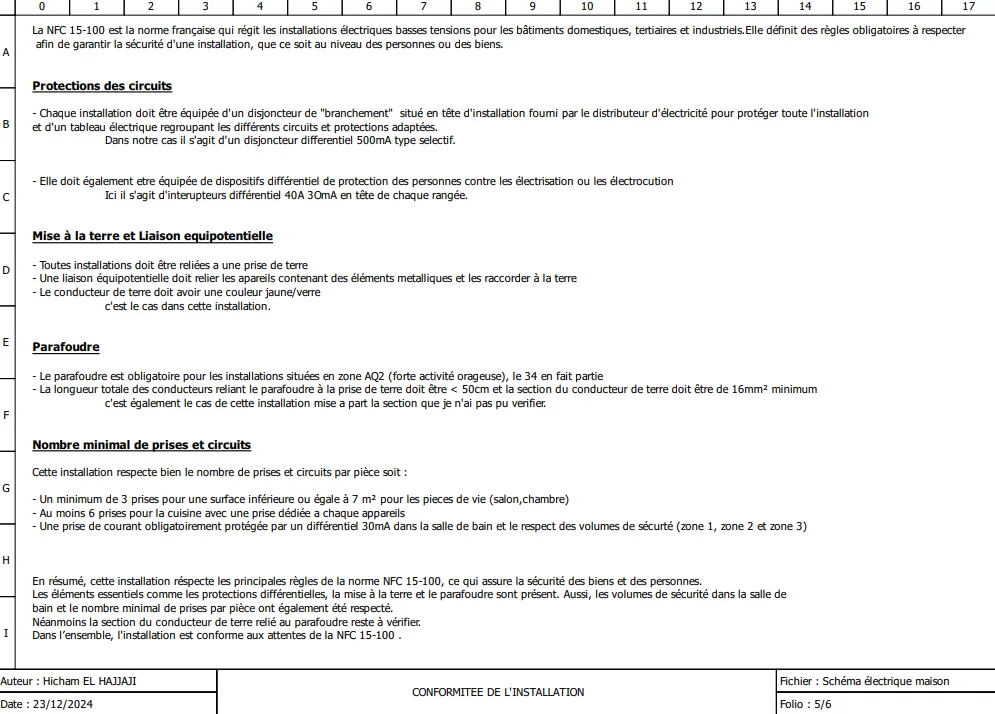 0 1 2 3 4 5 6 7 8 9 10 11 12 13 14 15 16 17
A
B
C
D
E
F
G
H
I
La NFC 15-100 est la norme française qui régit les installations électriques basses tensions pour les bâtiments domestiques, tertiaires et industriels.Elle définit des règles obligatoires à respecter
afin de garantir la sécurité d'une installation, que ce soit au niveau des personnes ou des biens.
Protections des circuits
- Chaque installation doit être équipée d'un disjoncteur de "branchement" situé en tête d'installation fourni par le distributeur d'électricité pour protéger toute l'installation
et d'un tableau électrique regroupant les différents circuits et protections adaptées.
Dans notre cas il s'agit d'un disjoncteur differentiel 500mA type selectif.
- Elle doit également etre équipée de dispositifs différentiel de protection des personnes contre les électrisation ou les électrocution
Ici il s'agit d'interupteurs différentiel 40A 3OmA en tête de chaque rangée.
Mise à la terre et Liaison equipotentielle
- Toutes installations doit être reliées a une prise de terre
- Une liaison équipotentielle doit relier les apareils contenant des éléments metalliques et les raccorder à la terre
- Le conducteur de terre doit avoir une couleur jaune/verre
c'est le cas dans cette installation.
Parafoudre
- Le parafoudre est obligatoire pour les installations situées en zone AQ2 (forte activité orageuse), le 34 en fait partie
- La longueur totale des conducteurs reliant le parafoudre à la prise de terre doit être < 50cm et la section du conducteur de terre doit être de 16mm² minimum
c'est également le cas de cette installation mise a part la section que je n'ai pas pu verifier.
Nombre minimal de prises et circuits
Cette installation respecte bien le nombre de prises et circuits par pièce soit :
- Un minimum de 3 prises pour une surface inférieure ou égale à 7 m² pour les pieces de vie (salon,chambre)
- Au moins 6 prises pour la cuisine avec une prise dédiée a chaque appareils
- Une prise de courant obligatoirement protégée par un différentiel 30mA dans la salle de bain et le respect des volumes de sécurté (zone 1, zone 2 et zone 3)
En résumé, cette installation réspecte les principales règles de la norme NFC 15-100, ce qui assure la sécurité des biens et des personnes.
Les éléments essentiels comme les protections différentielles, la mise à la terre et le parafoudre sont présent. Aussi, les volumes de sécurité dans la salle de
bain et le nombre minimal de prises par pièce ont également été respecté.
Néanmoins la section du conducteur de terre relié au parafoudre reste à vérifier.
Dans l'ensemble, l'installation est conforme aux attentes de la NFC 15-100 .
Auteur : Hicham EL HAJJAJI
Date : 23/12/2024
CONFORMITEE DE L'INSTALLATION
Fichier : Schéma électrique maison
Folio : 5/6